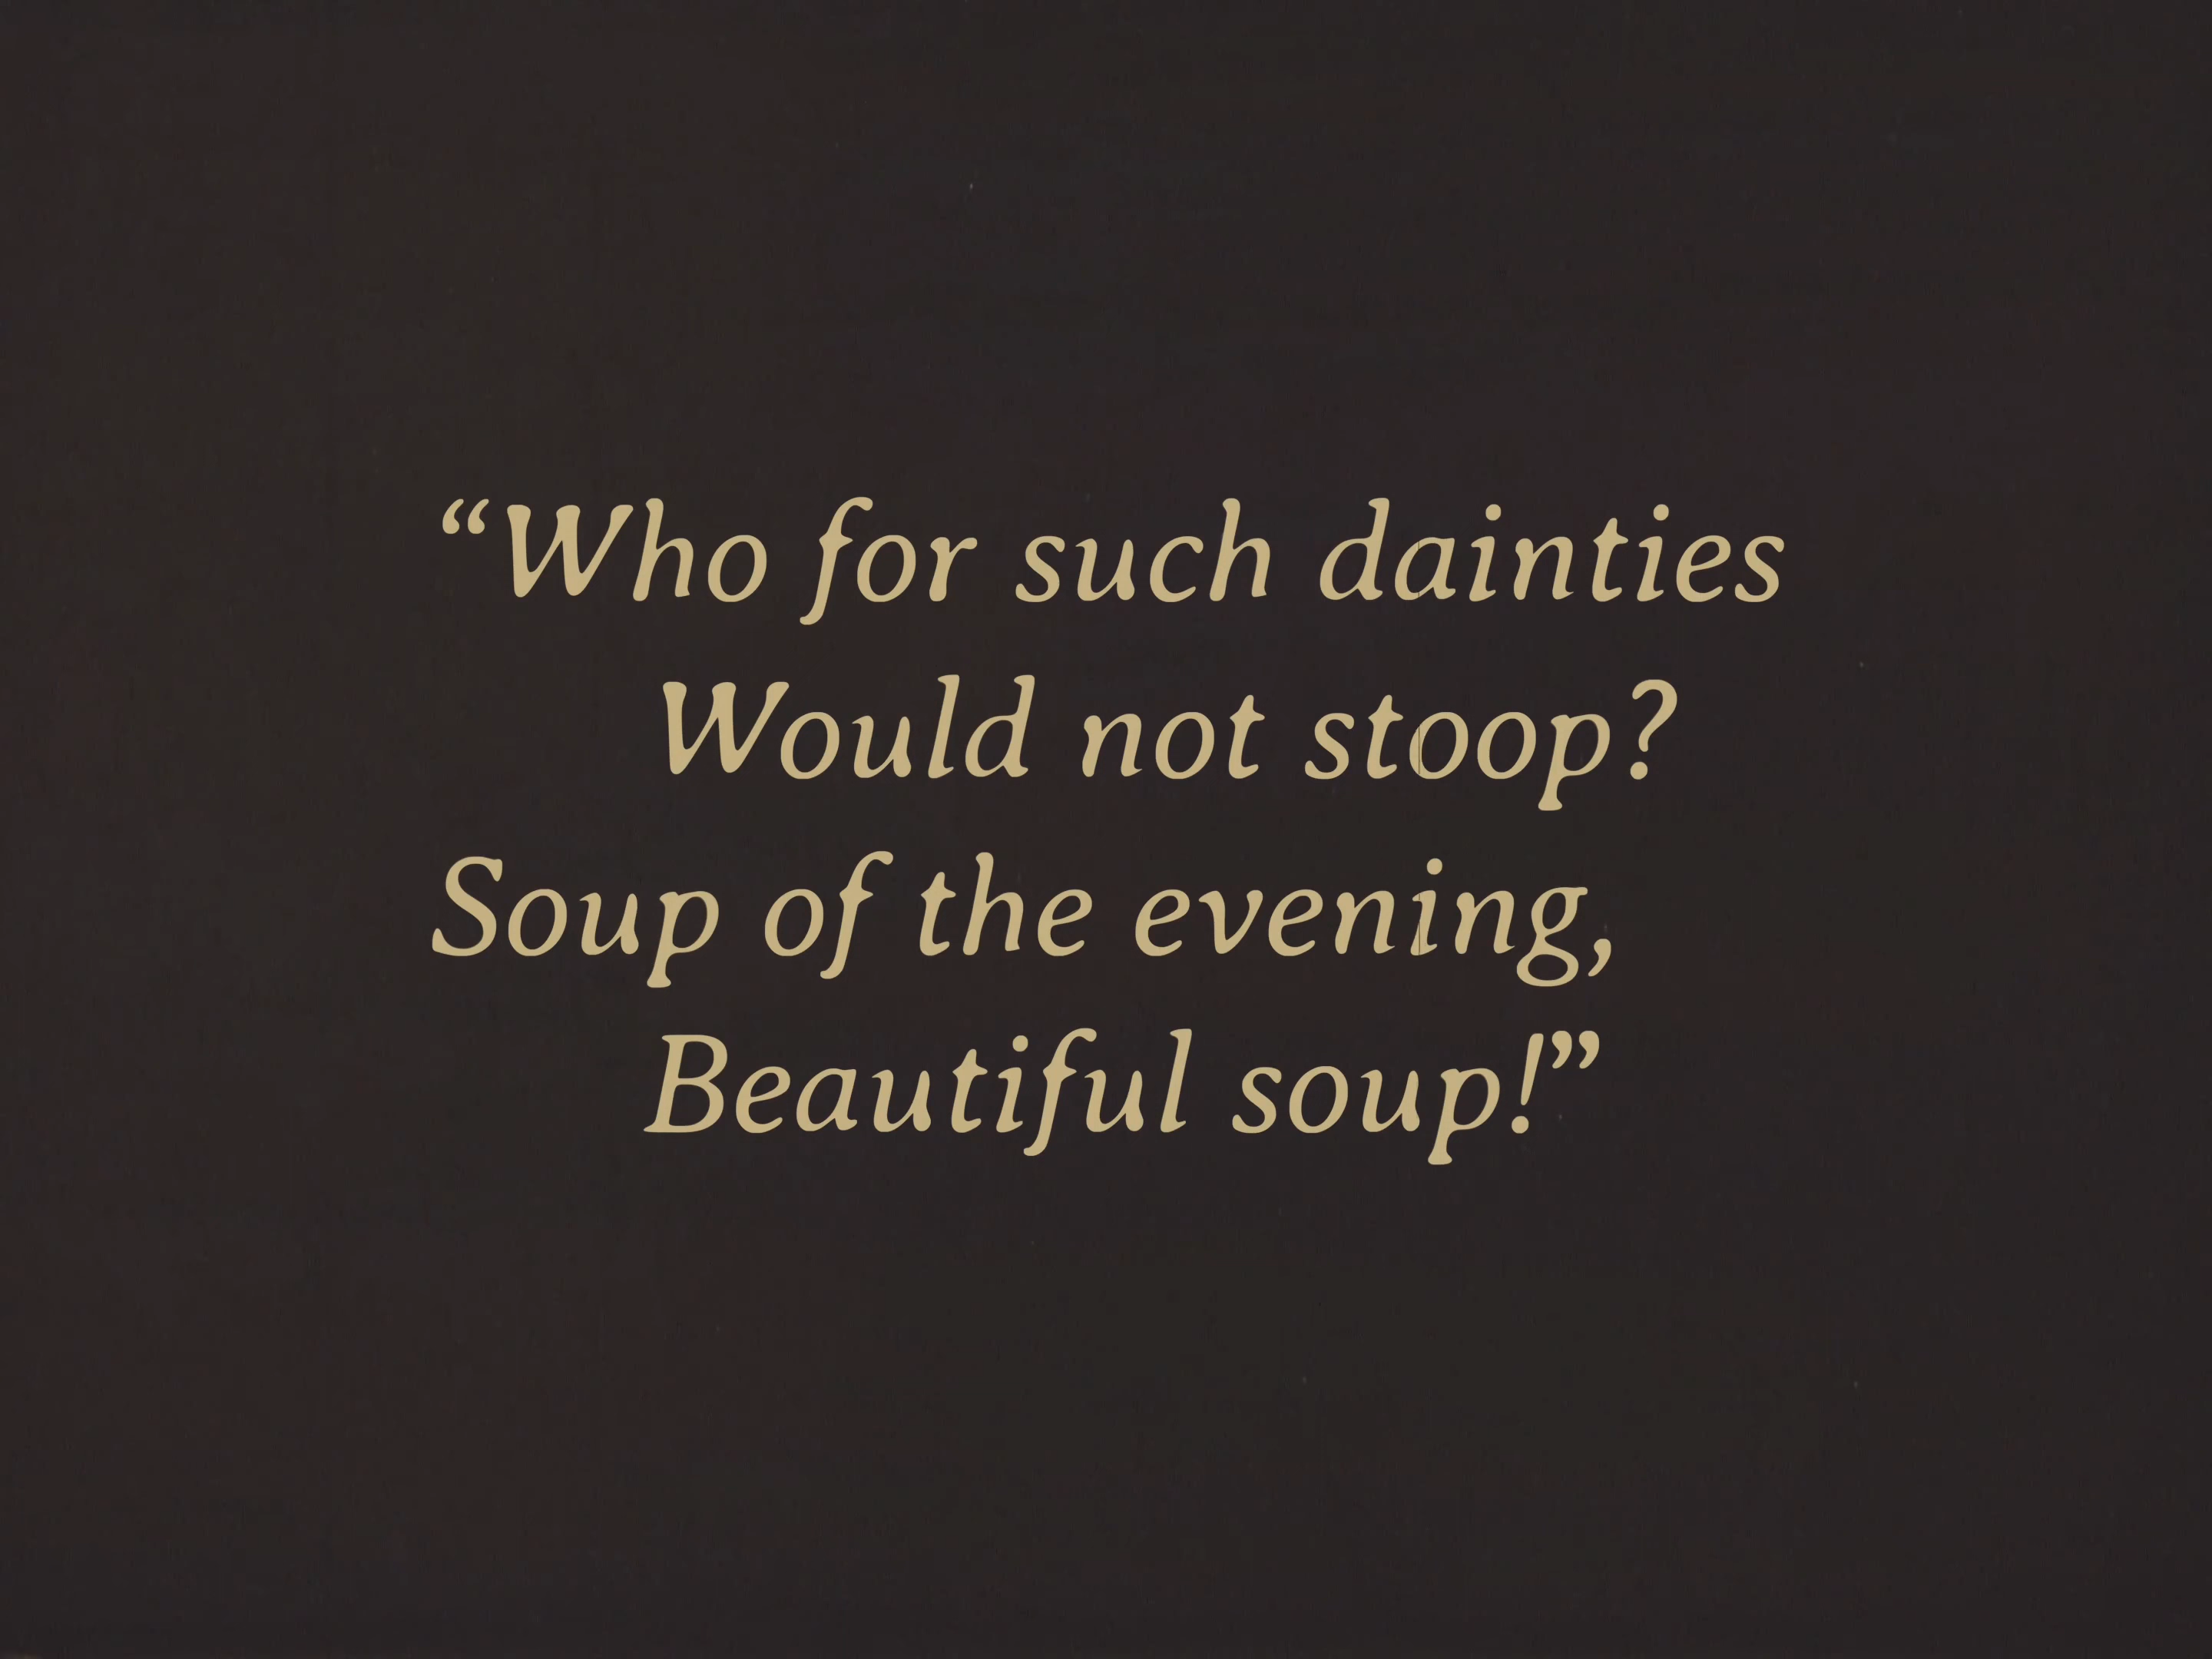 “Who for such dainties
Would not stoop?
Soup of the evening,
Beautiful soup!”